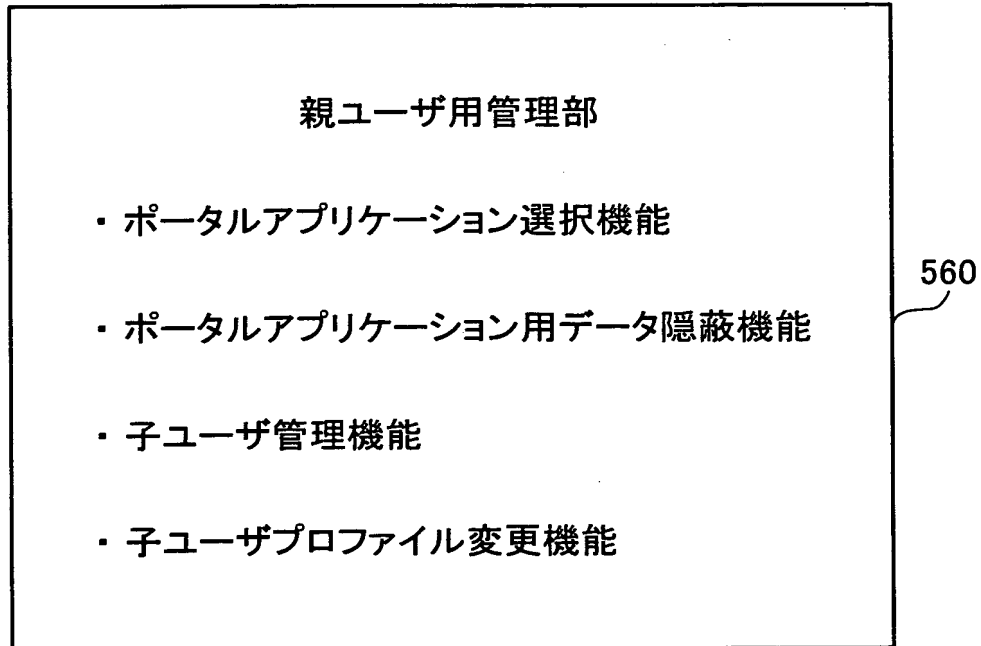 親ユーザ用管理部
・ポータルアプリケーション選択機能
・ポータルアプリケーション用データ隠蔽機能
560
・子ユーザ管理機能
・子ユーザプロファイル変更機能